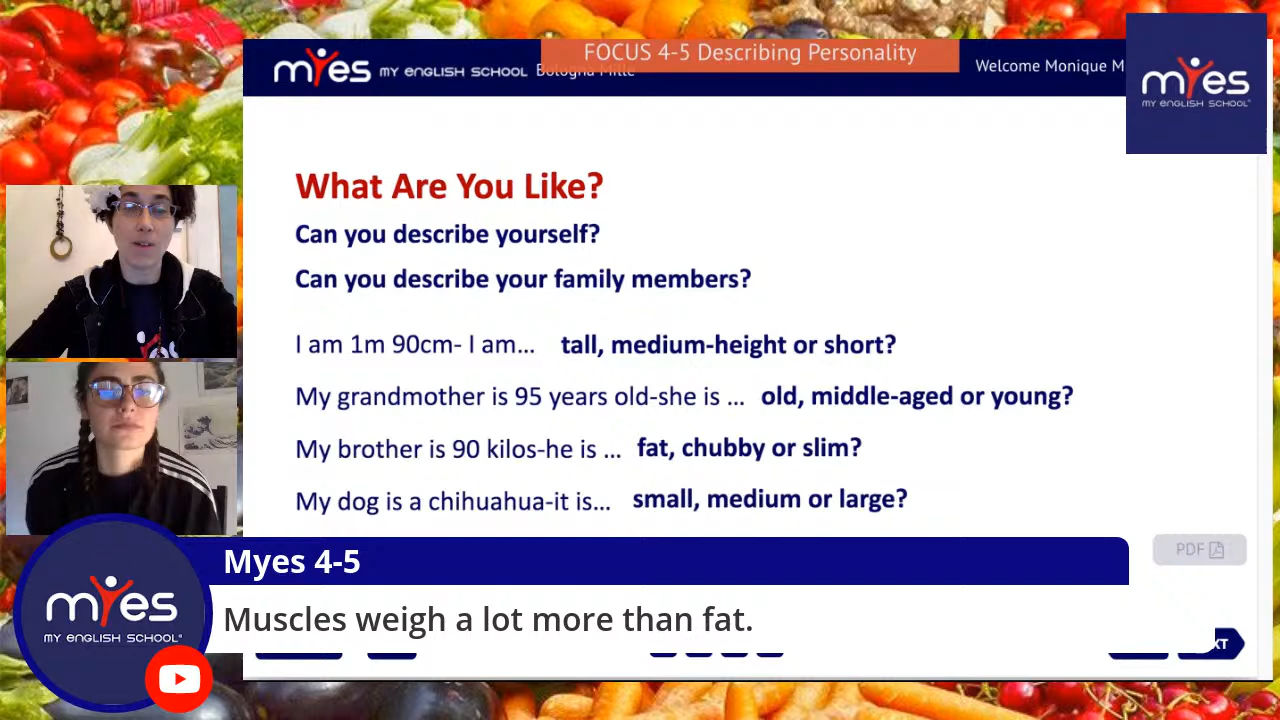 FOCUS 4-5 Describing Personality
myes MY ENGLISH SCHOOL Bologna Mille
Welcome Monique M
myes
MY ENGLISH SCHOOL
What Are You Like?
Can you describe yourself?
Can you describe your family members?
I am 1m 90cm- I am... tall, medium-height or short?
My grandmother is 95 years old-she is ... old, middle-aged or young?
My brother is 90 kilos-he is ... fat, chubby or slim?
My dog is a chihuahua-it is... small, medium or large?
PDF
Myes 4-5
Muscles weigh a lot more than fat.
myes
MY ENGLISH SCHOOL
XT